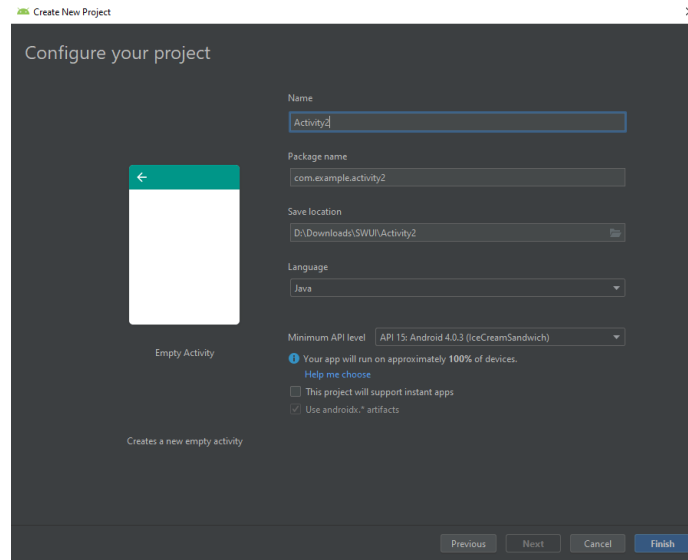 Create New Project
Configure your project
Name
Activity2
Package name
com.example.activity2
Save location
D:\Downloads\SWUI\Activity2
Language
Java
Minimum API level API 15: Android 4.0.3 (IceCreamSandwich)
Your app will run on approximately 100% of devices.
Help me choose
This project will support instant apps
Use androidx.* artifacts
Empty Activity
Creates a new empty activity
Previous Next Cancel Finish